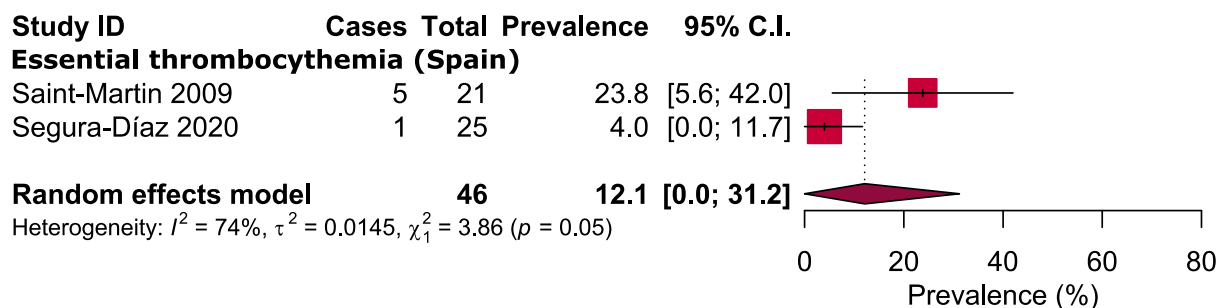 Study ID Cases Total Prevalence 95% C.I.
Essential thrombocythemia (Spain)
Saint-Martin 2009 5 21 23.8 [5.6; 42.0]
Segura-Díaz 2020 1 25 4.0 [0.0; 11.7]
Random effects model 46 12.1 [0.0; 31.2]
Heterogeneity: I² = 74%, τ² = 0.0145, χ²₁ = 3.86 (p = 0.05)
0 20 40 60 80
Prevalence (%)